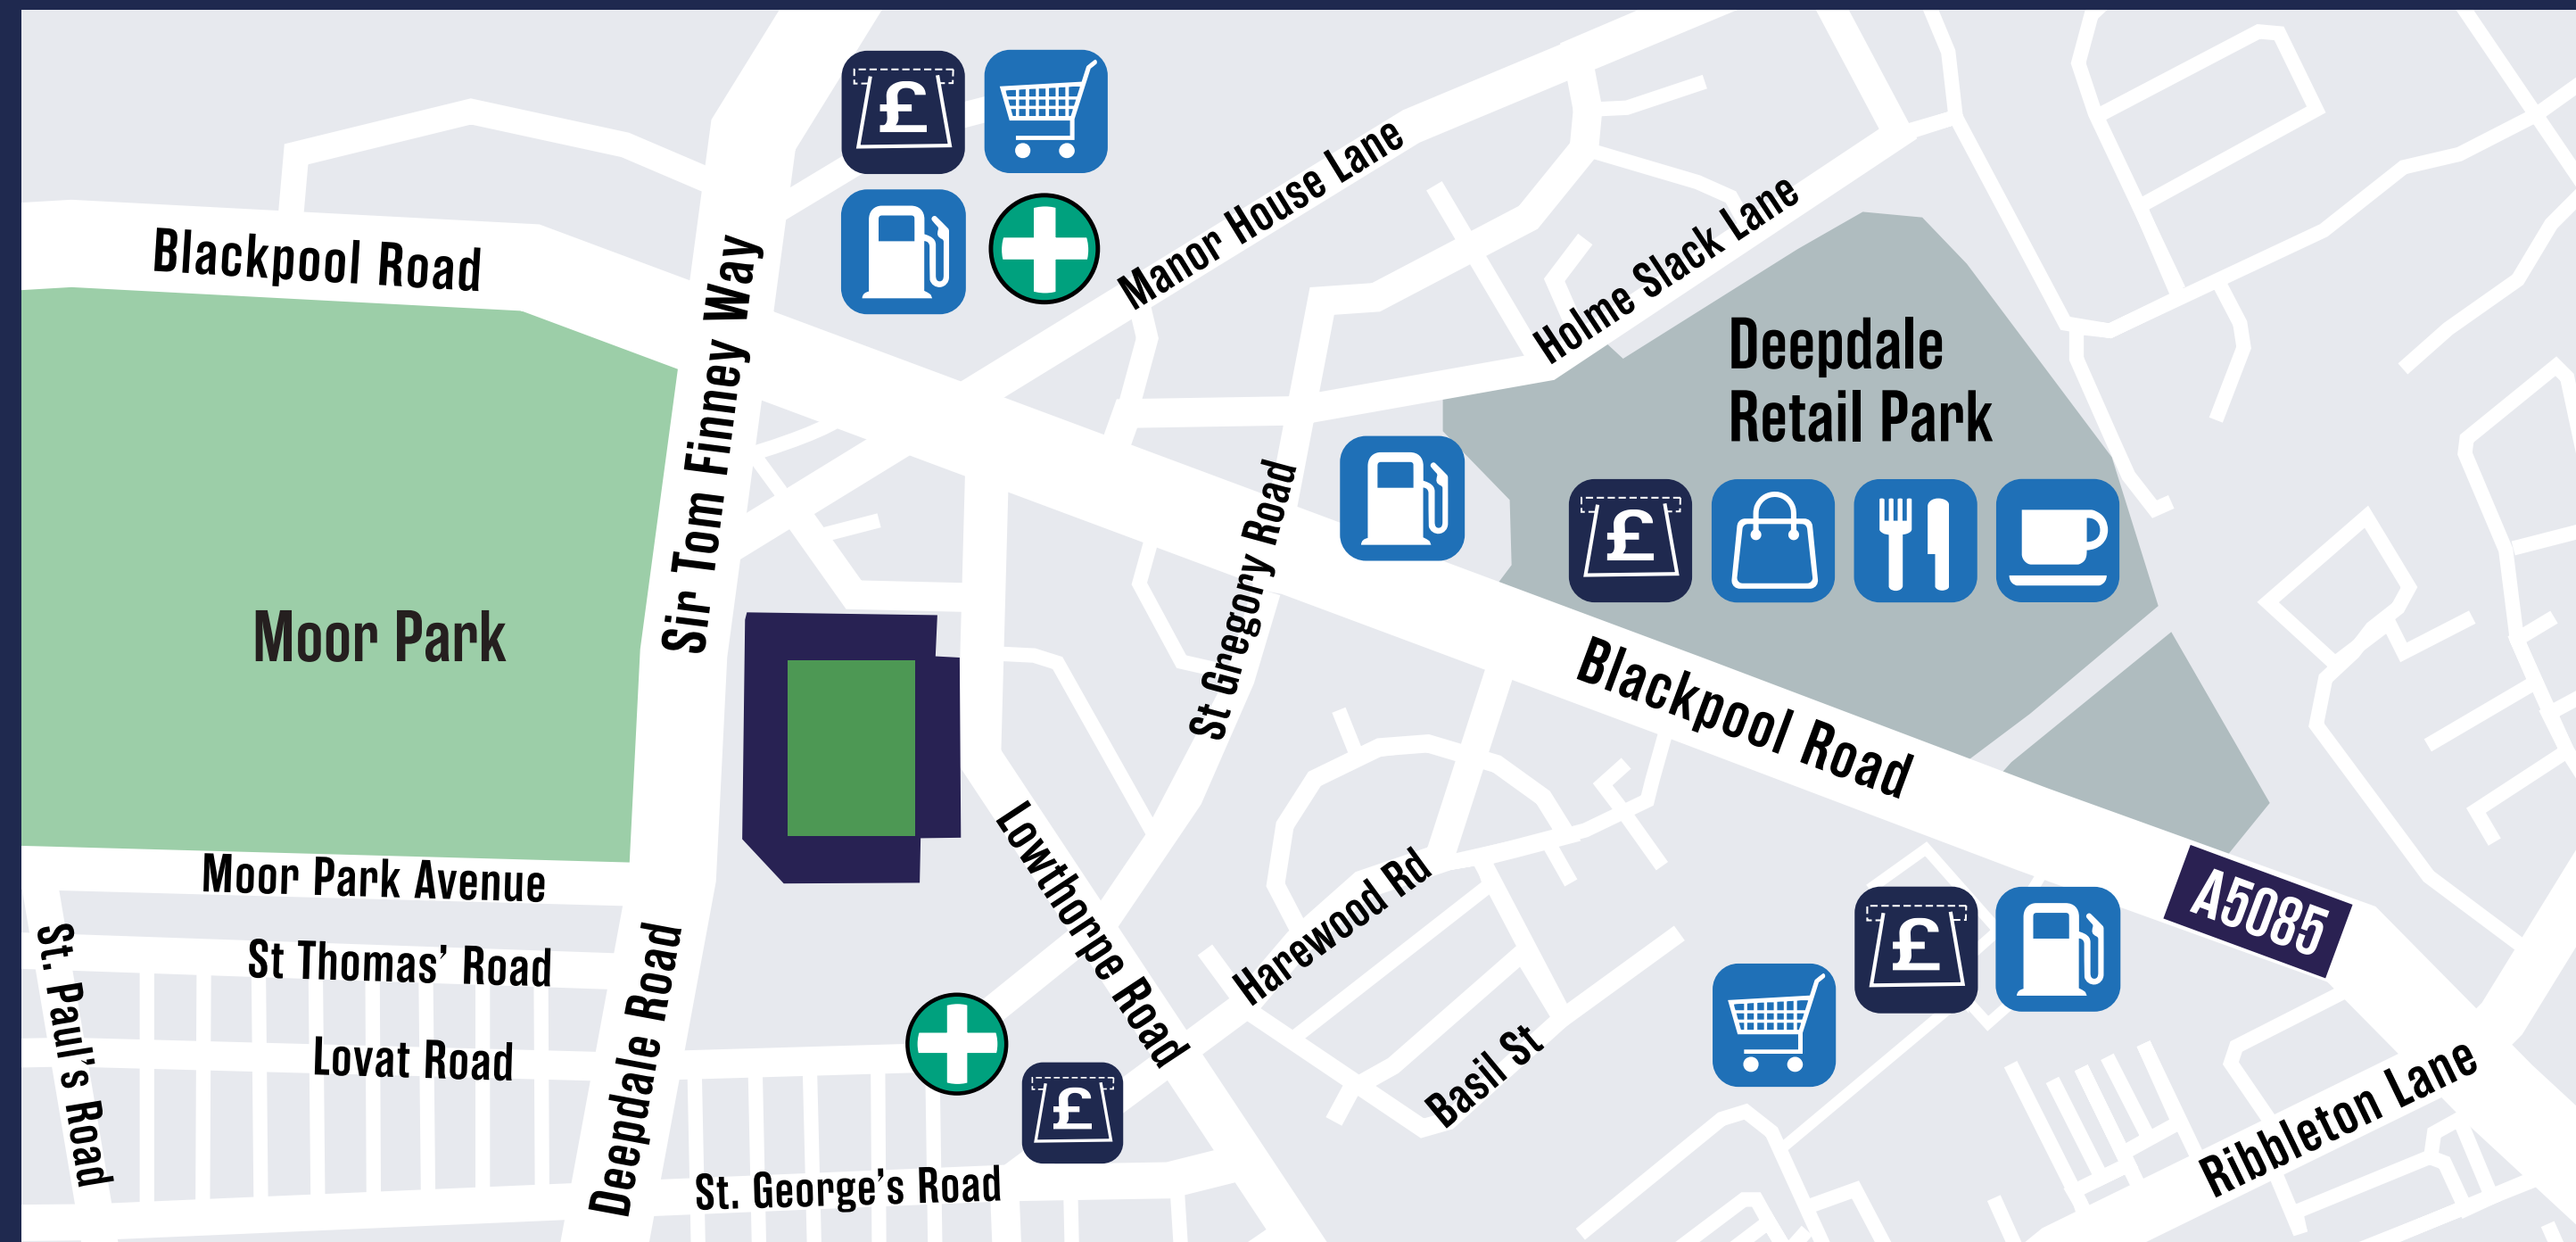 £
Manor House Lane
Holme Slack Lane
Blackpool Road
Sir Tom Finney Way
Deepdale
Retail Park
£
St Gregory Road
Moor Park
Blackpool Road
Moor Park Avenue
Lowthorpe Road
Harewood Rd
A5085
£
St. Paul's Road
St Thomas’ Road
Deepdale Road
Lovat Road
Basil St
£
Ribbleton Lane
St. George’s Road